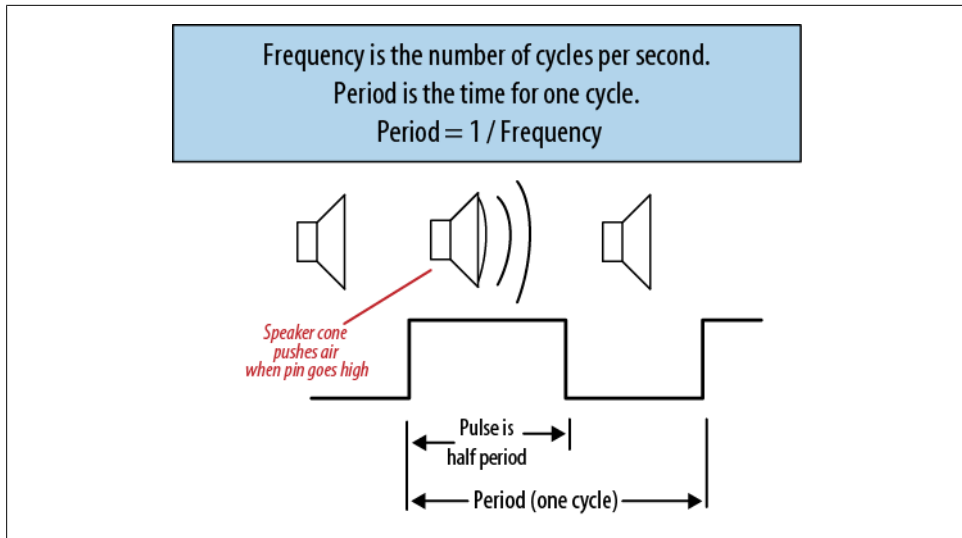 Frequency is the number of cycles per second.
Period is the time for one cycle.
Period = 1 / Frequency
Speaker cone
pushes air
when pin goes high
Pulse is
half period
Period (one cycle)